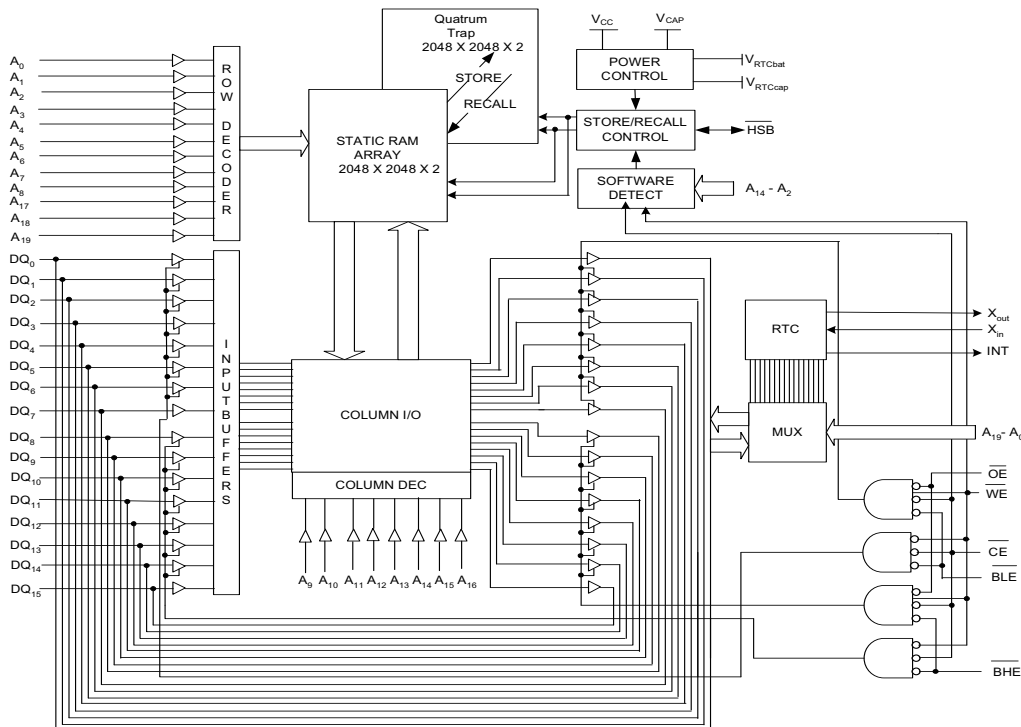 Quatrum
Trap
2048 X 2048 X 2
STORE
RECALL
STATIC RAM
ARRAY
2048 X 2048 X 2
ROW DECODER
A0
A1
A2
A3
A4
A5
A6
A7
A8
A17
A18
A19
VCC
VCAP
POWER
CONTROL
VRTCbat
VRTCcap
STORE/RECALL
CONTROL
HSB
SOFTWARE
DETECT
A14 - A2
DQ0
DQ1
DQ2
DQ3
DQ4
DQ5
DQ6
DQ7
DQ8
DQ9
DQ10
DQ11
DQ12
DQ13
DQ14
DQ15
INPUTBUFFERS
COLUMN I/O
COLUMN DEC
A9
A10
A11
A12
A13
A14
A15
A16
RTC
Xout
Xin
INT
MUX
A19- A0
OE
WE
CE
BLE
BHE